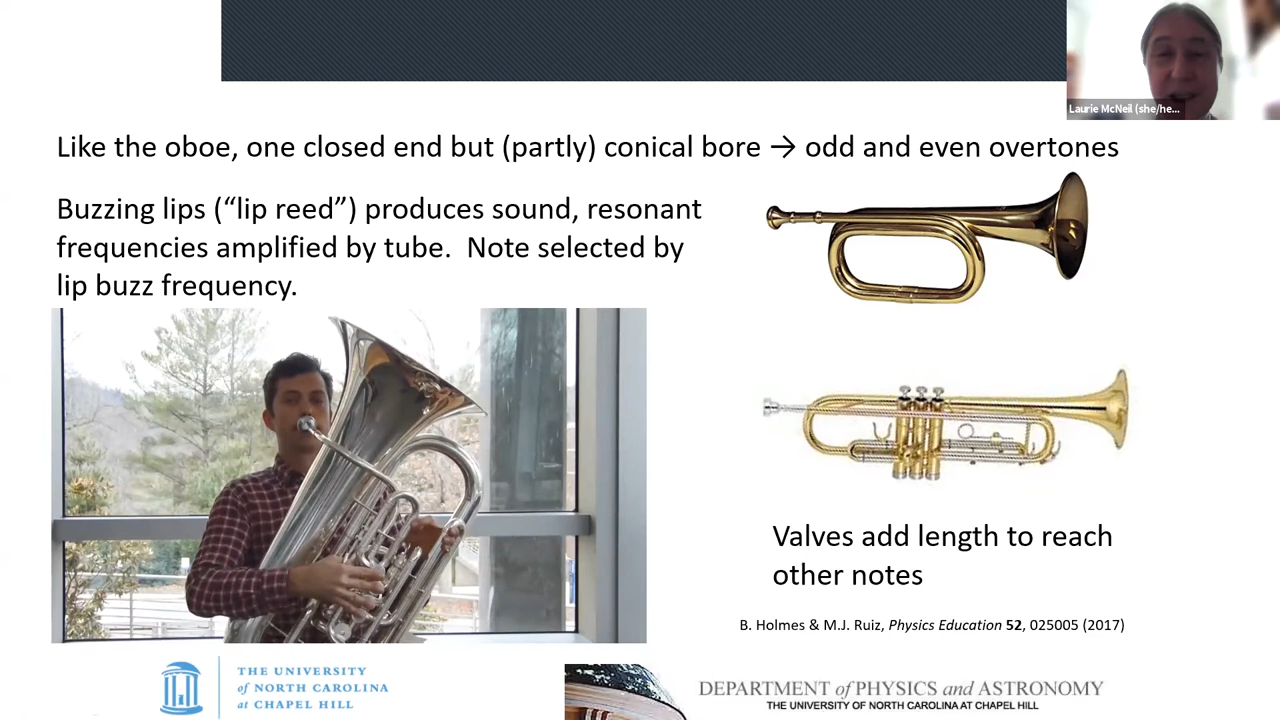 Laurie McNeil (she/he...
Like the oboe, one closed end but (partly) conical bore → odd and even overtones
Buzzing lips (“lip reed”) produces sound, resonant
frequencies amplified by tube.  Note selected by
lip buzz frequency.
Valves add length to reach
other notes
B. Holmes & M.J. Ruiz, Physics Education 52, 025005 (2017)
THE UNIVERSITY
of NORTH CAROLINA
at CHAPEL HILL
DEPARTMENT of PHYSICS and ASTRONOMY
THE UNIVERSITY OF NORTH CAROLINA AT CHAPEL HILL